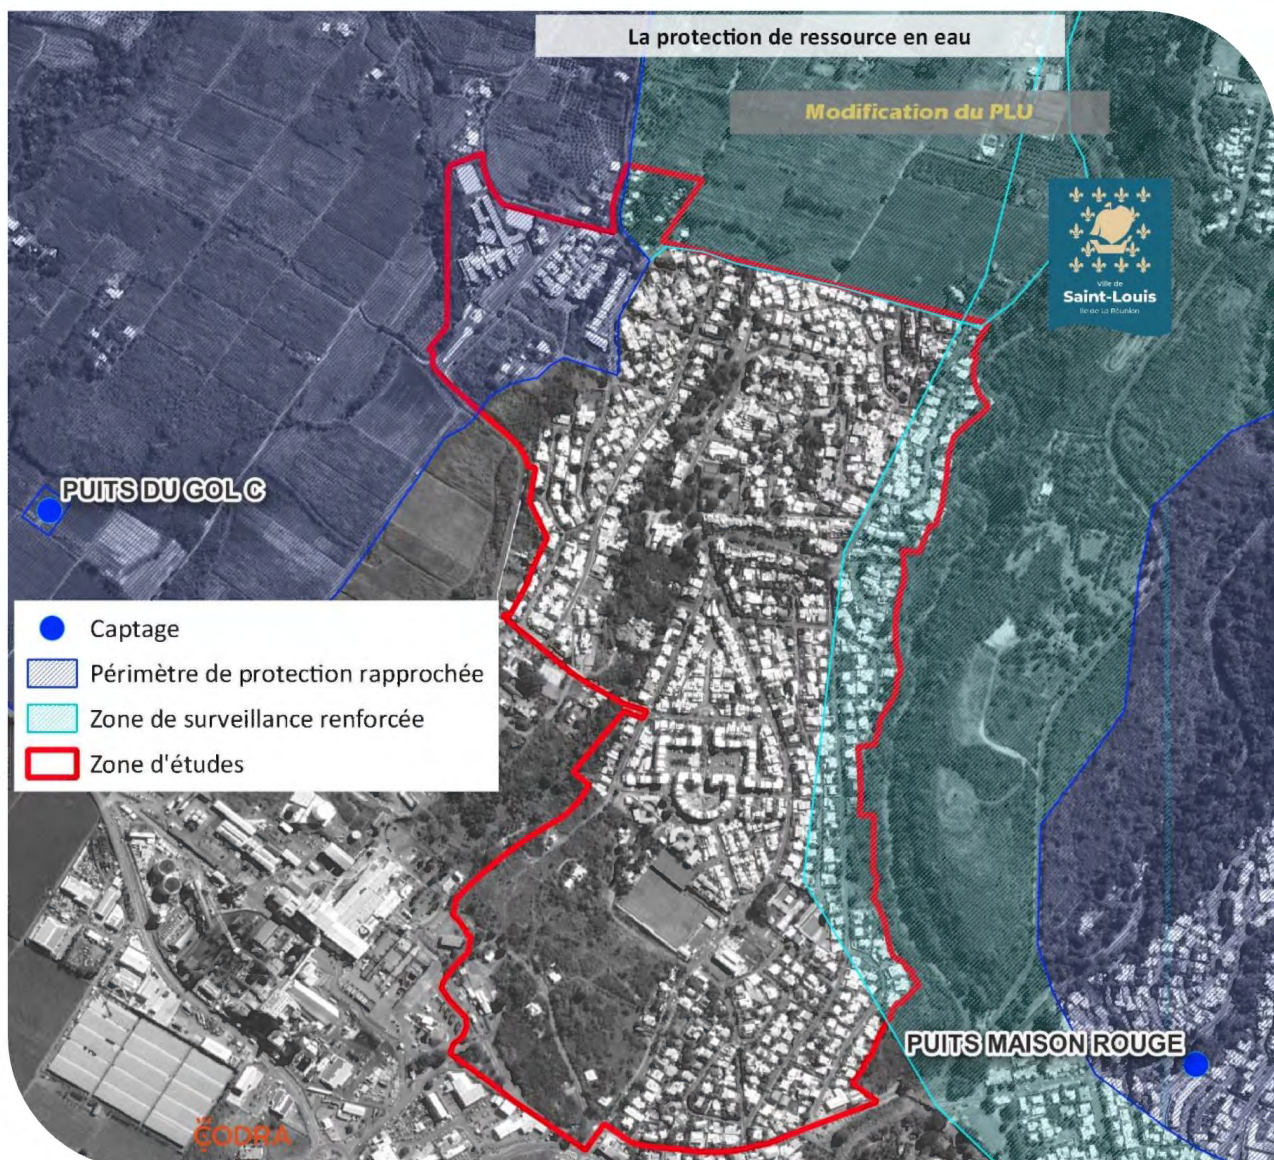 La protection de ressource en eau
Modification du PLU
Ville de
Saint-Louis
Ile de La Réunion
PUITS DU GOL C
Captage
Périmètre de protection rapprochée
Zone de surveillance renforcée
Zone d'études
PUITS MAISON ROUGE
CODRA